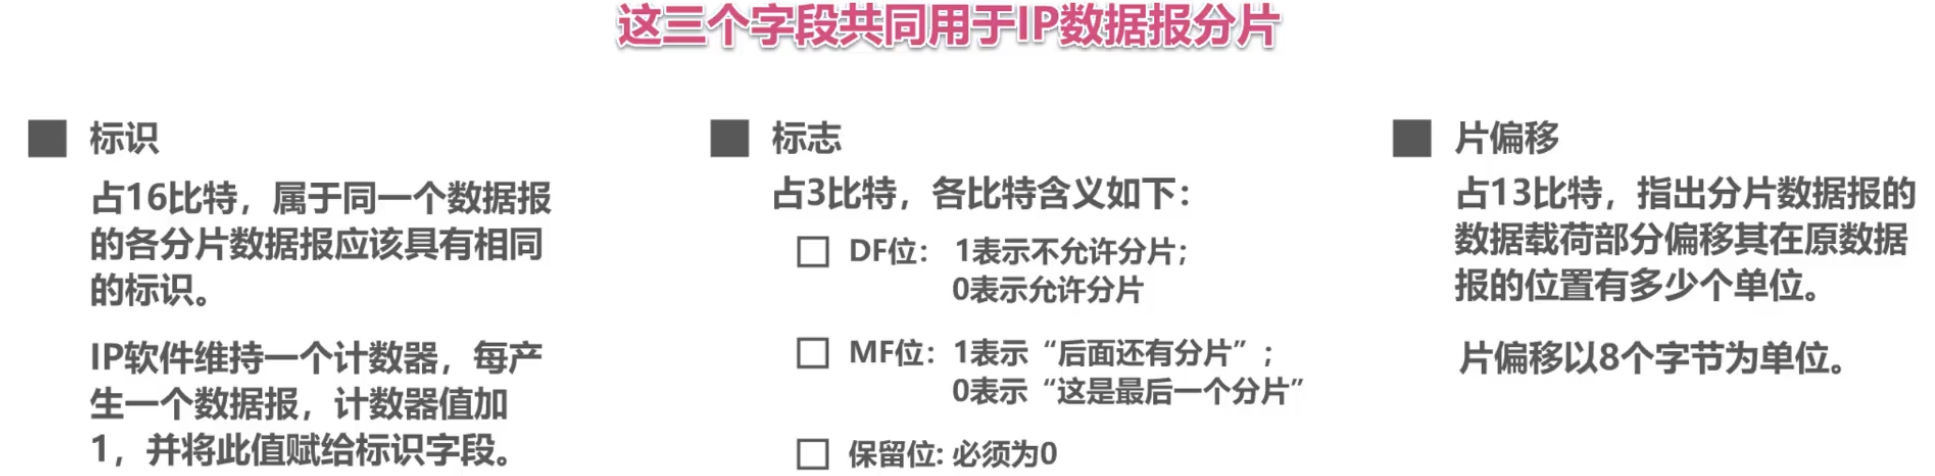 这三个字段共同用于IP数据报分片
标识
占16比特，属于同一个数据报
的各分片数据报应该具有相同
的标识。
IP软件维持一个计数器，每产
生一个数据报，计数器值加
1，并将此值赋给标识字段。
标志
占3比特，各比特含义如下：
DF位： 1表示不允许分片；
0表示允许分片
MF位：1表示“后面还有分片”；
0表示“这是最后一个分片”
保留位: 必须为0
片偏移
占13比特，指出分片数据报的
数据载荷部分偏移其在原数据
报的位置有多少个单位。
片偏移以8个字节为单位。